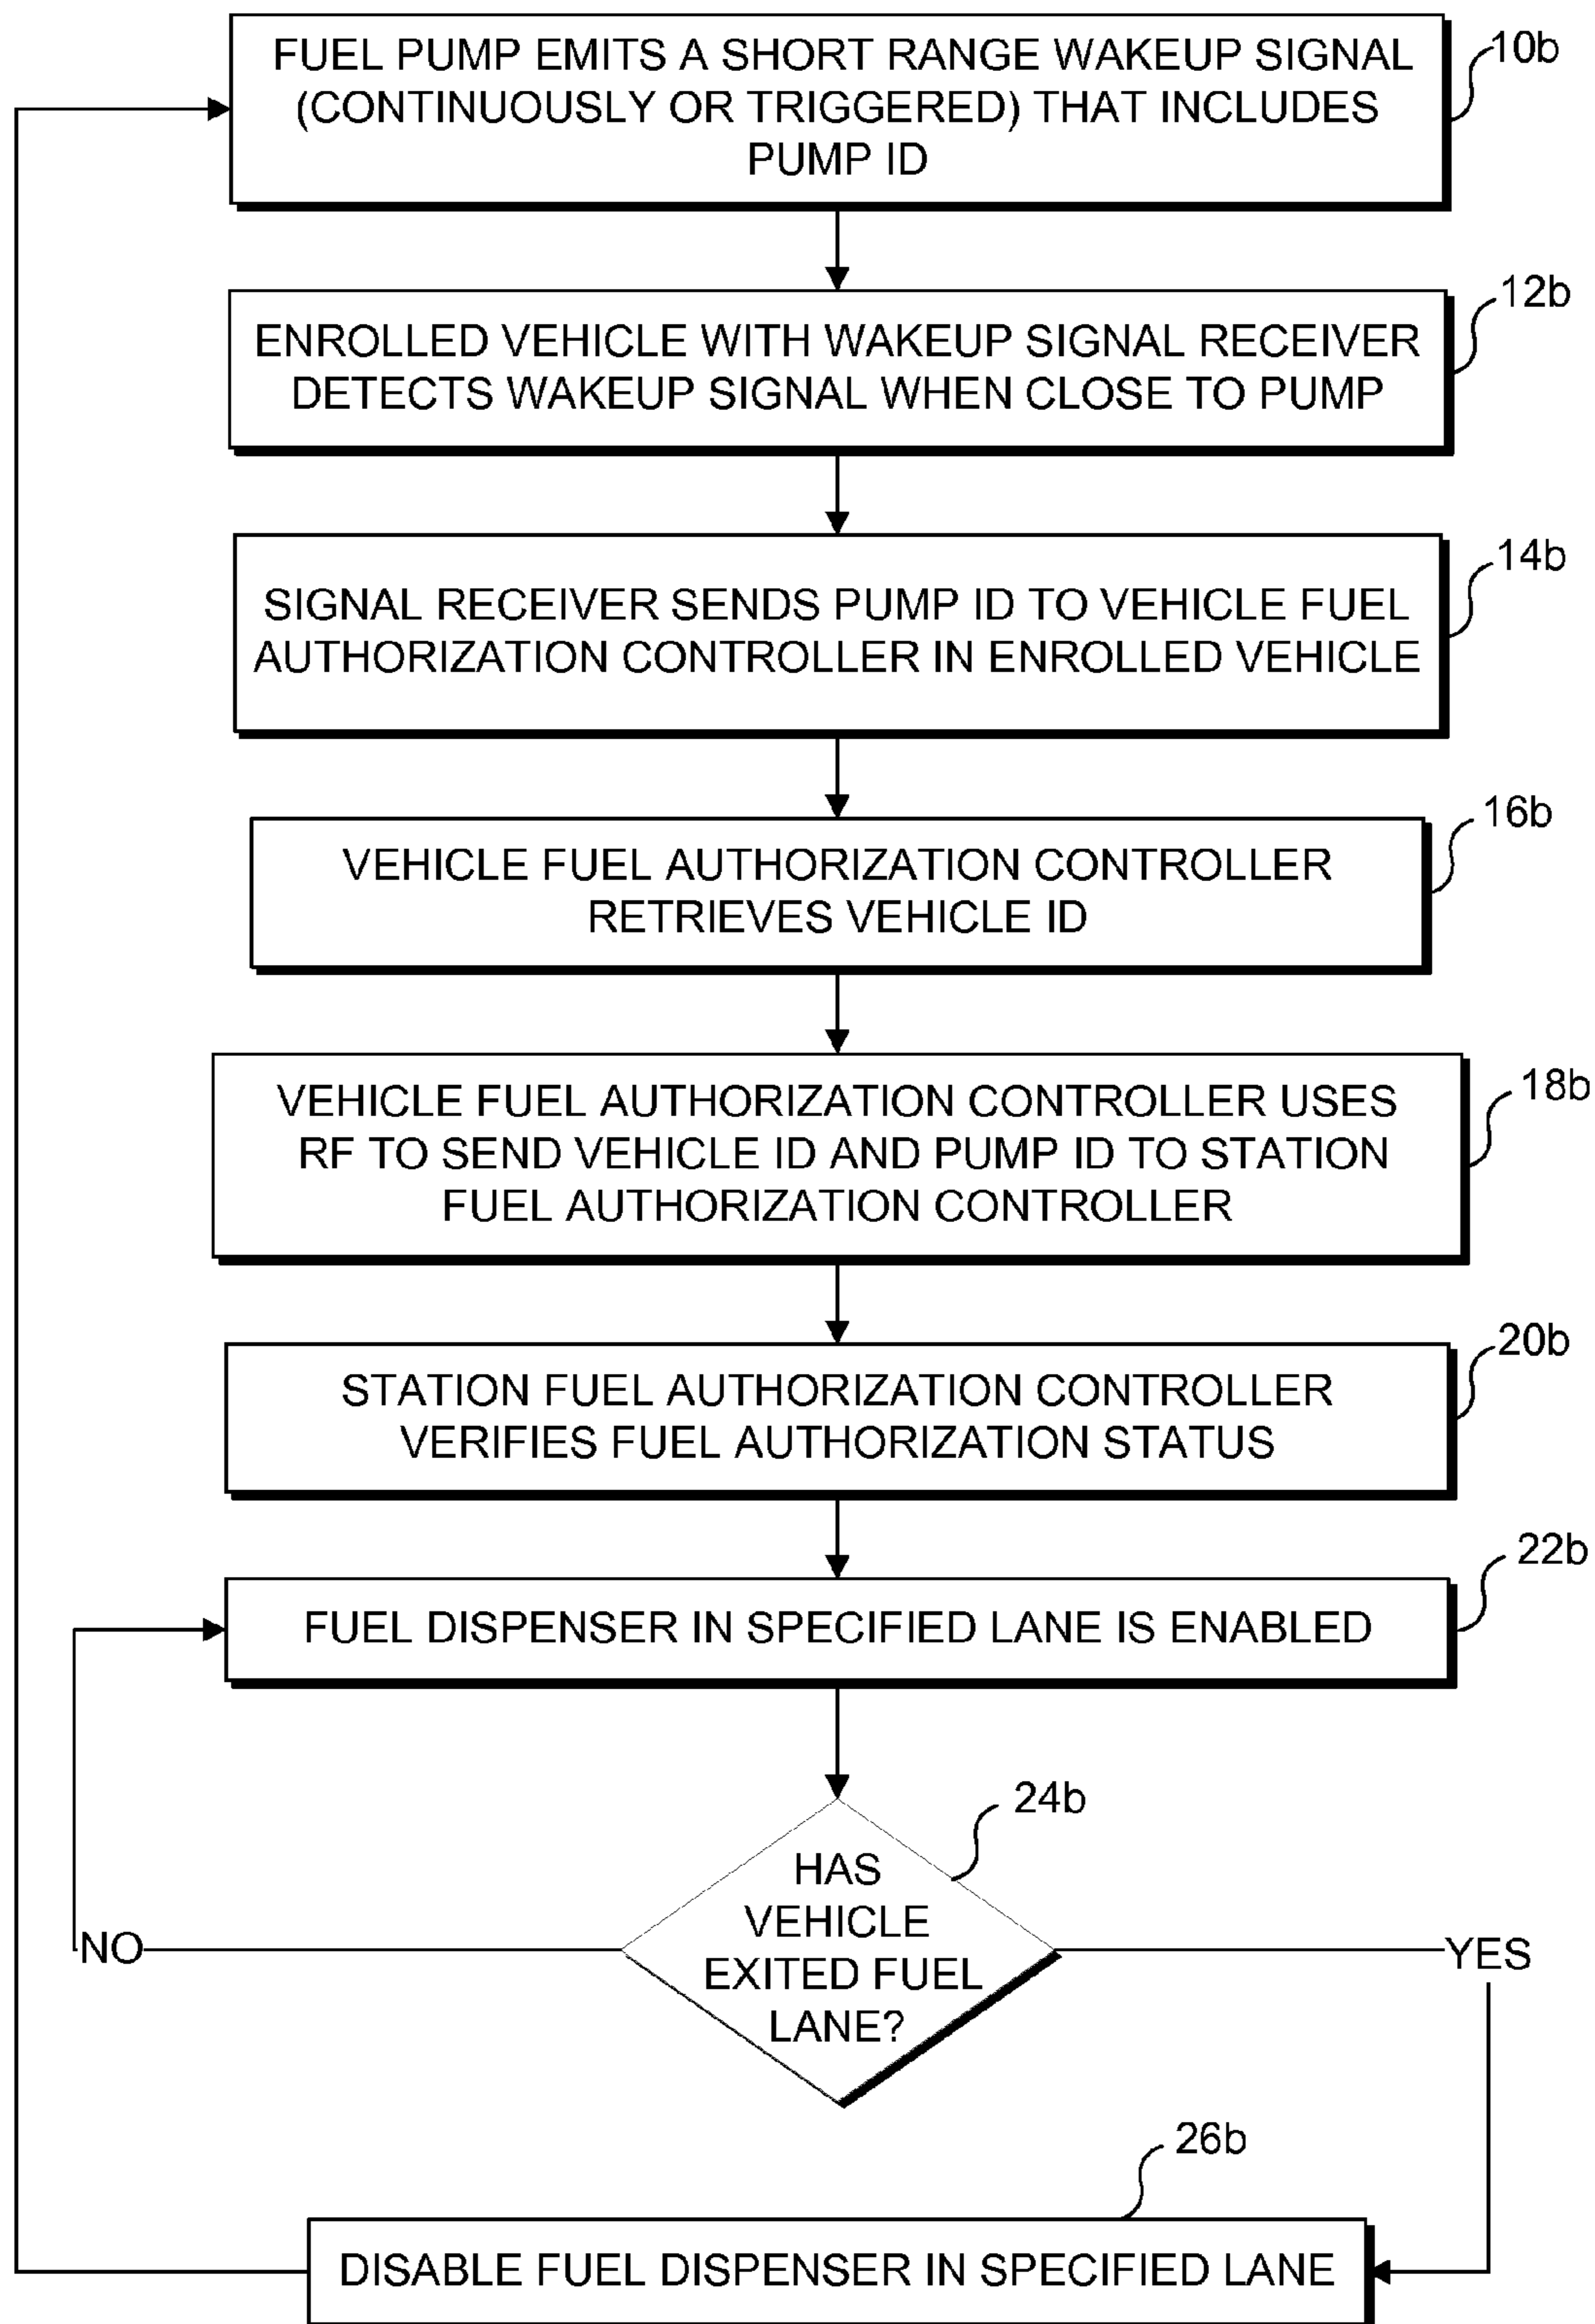 FUEL PUMP EMITS A SHORT RANGE WAKEUP SIGNAL
(CONTINUOUSLY OR TRIGGERED) THAT INCLUDES
PUMP ID
10b
ENROLLED VEHICLE WITH WAKEUP SIGNAL RECEIVER
DETECTS WAKEUP SIGNAL WHEN CLOSE TO PUMP
12b
SIGNAL RECEIVER SENDS PUMP ID TO VEHICLE FUEL
AUTHORIZATION CONTROLLER IN ENROLLED VEHICLE
14b
VEHICLE FUEL AUTHORIZATION CONTROLLER
RETRIEVES VEHICLE ID
16b
VEHICLE FUEL AUTHORIZATION CONTROLLER USES
RF TO SEND VEHICLE ID AND PUMP ID TO STATION
FUEL AUTHORIZATION CONTROLLER
18b
STATION FUEL AUTHORIZATION CONTROLLER
VERIFIES FUEL AUTHORIZATION STATUS
20b
FUEL DISPENSER IN SPECIFIED LANE IS ENABLED
22b
HAS
VEHICLE
EXITED FUEL
LANE?
24b
NO
YES
26b
DISABLE FUEL DISPENSER IN SPECIFIED LANE